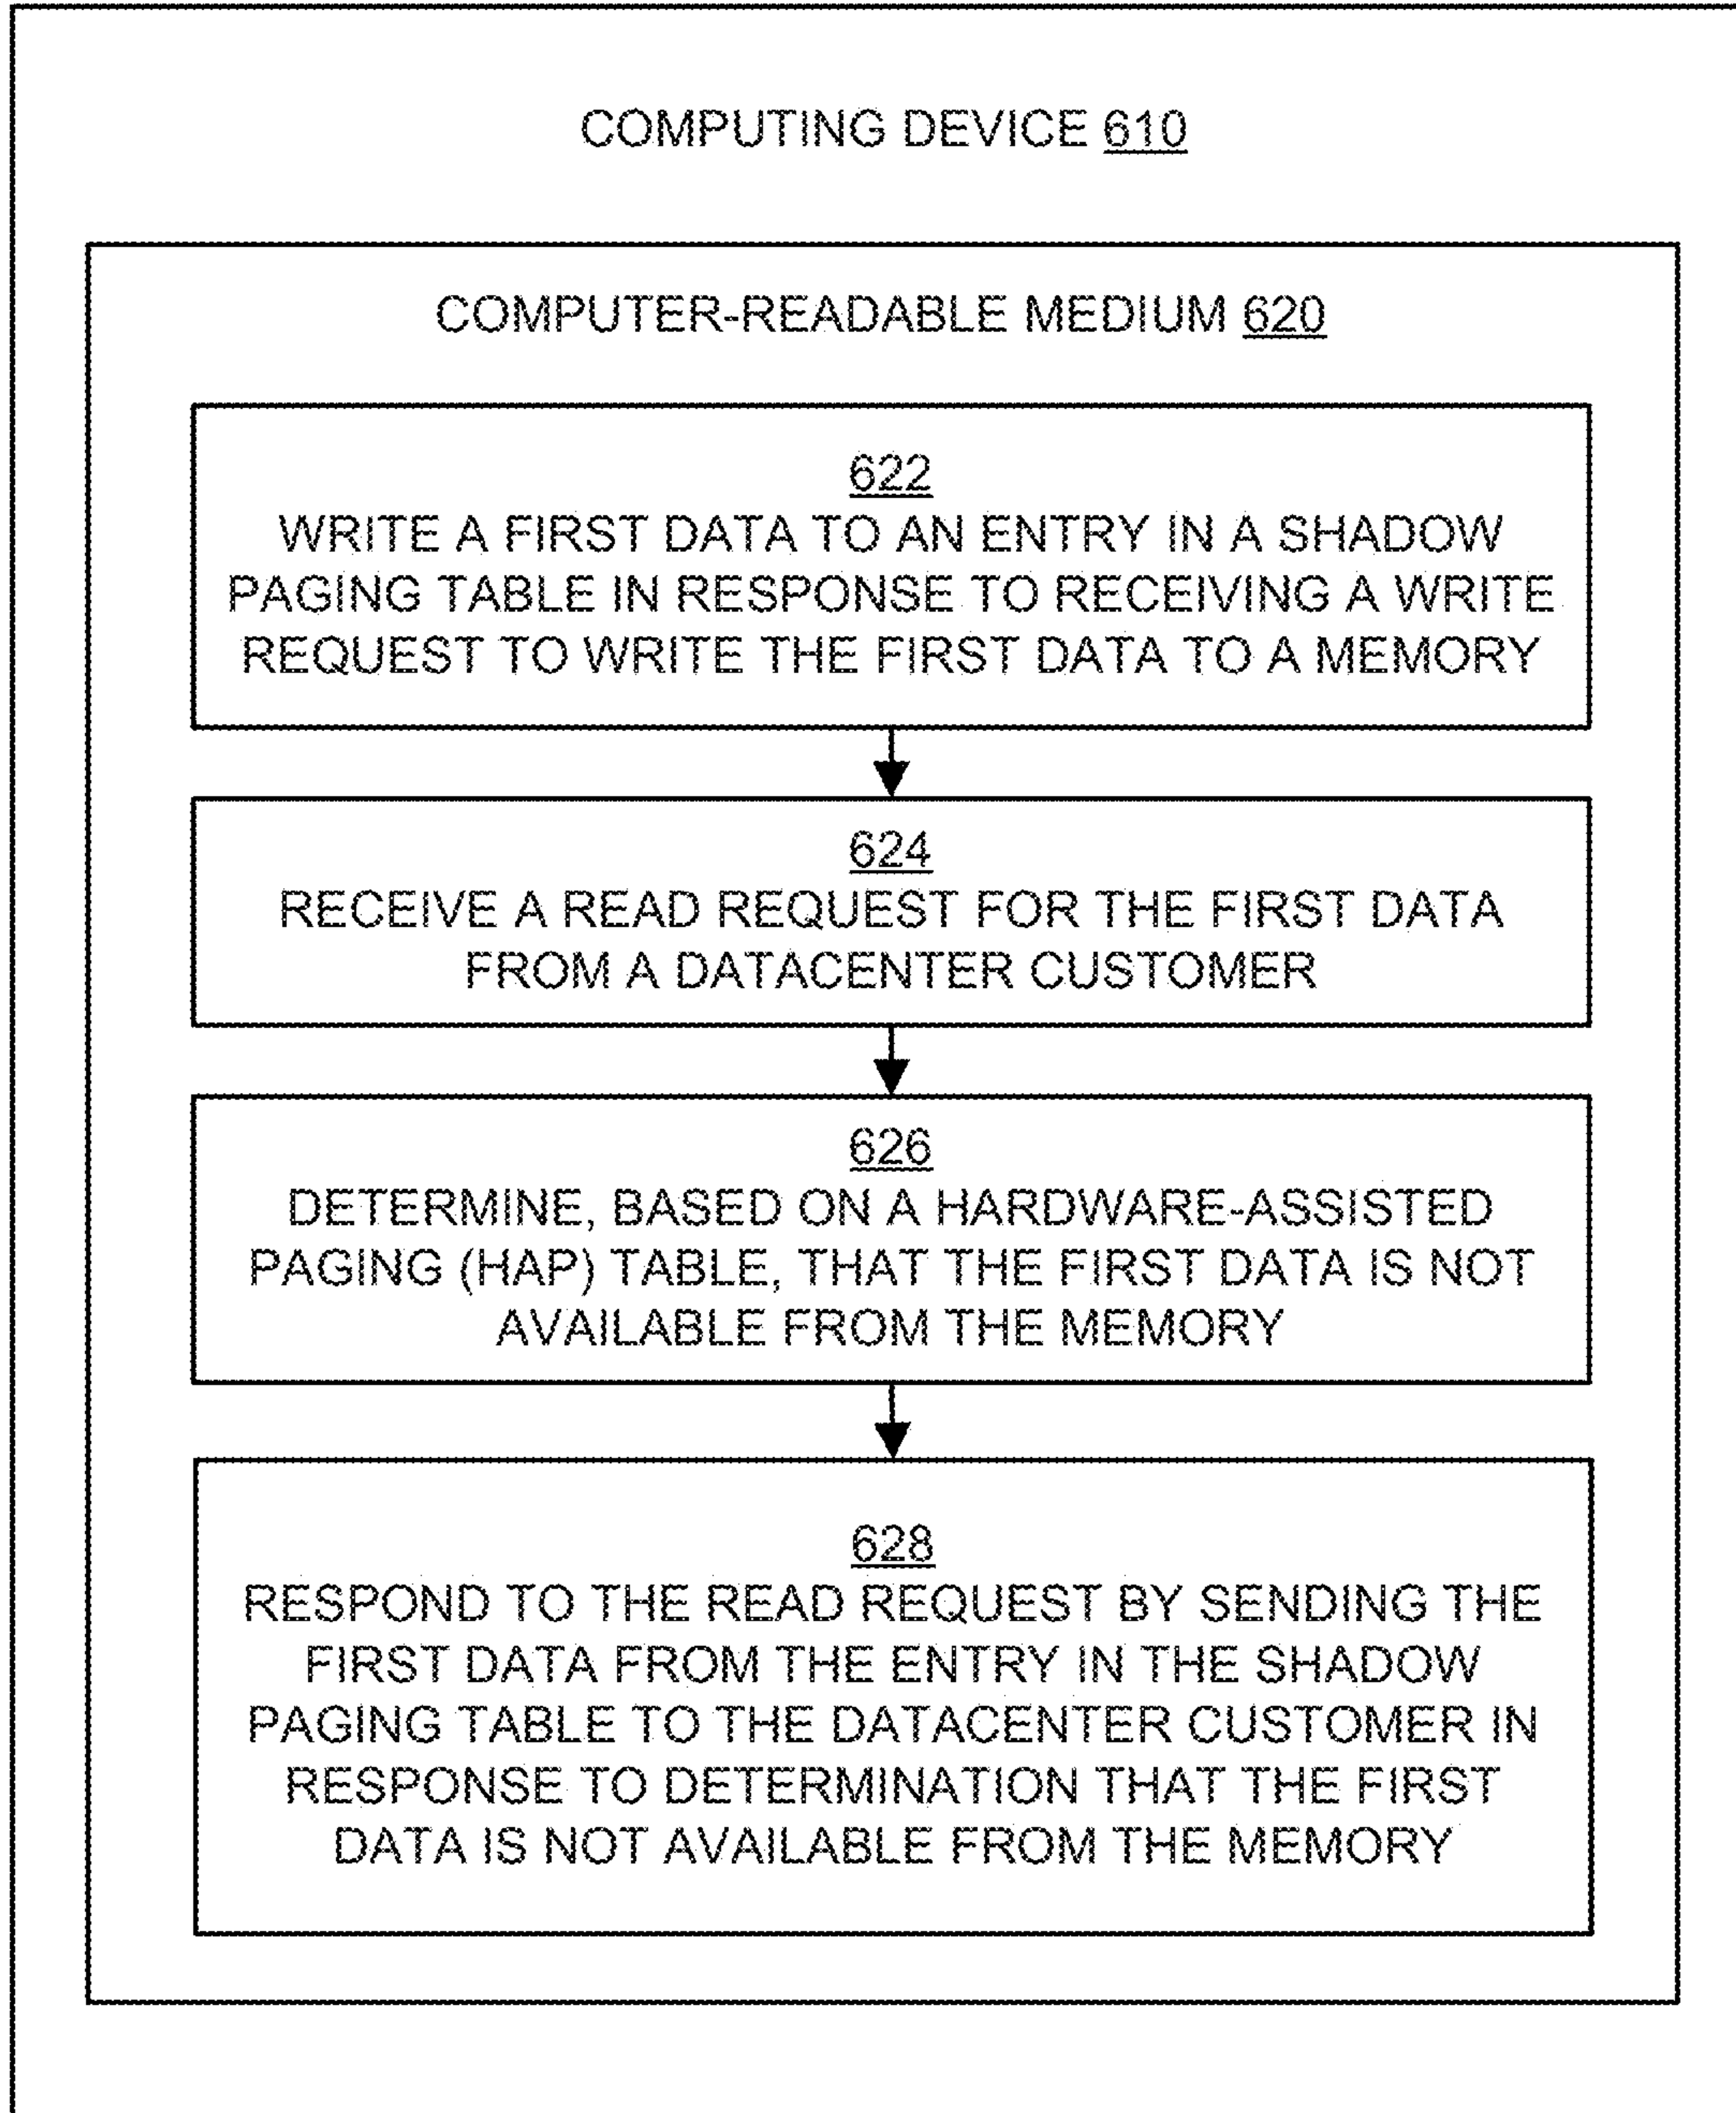 COMPUTING DEVICE 610
COMPUTER-READABLE MEDIUM 620
622
WRITE A FIRST DATA TO AN ENTRY IN A SHADOW
PAGING TABLE IN RESPONSE TO RECEIVING A WRITE
REQUEST TO WRITE THE FIRST DATA TO A MEMORY
624
RECEIVE A READ REQUEST FOR THE FIRST DATA
FROM A DATACENTER CUSTOMER
626
DETERMINE, BASED ON A HARDWARE-ASSISTED
PAGING (HAP) TABLE, THAT THE FIRST DATA IS NOT
AVAILABLE FROM THE MEMORY
628
RESPOND TO THE READ REQUEST BY SENDING THE
FIRST DATA FROM THE ENTRY IN THE SHADOW
PAGING TABLE TO THE DATACENTER CUSTOMER IN
RESPONSE TO DETERMINATION THAT THE FIRST
DATA IS NOT AVAILABLE FROM THE MEMORY